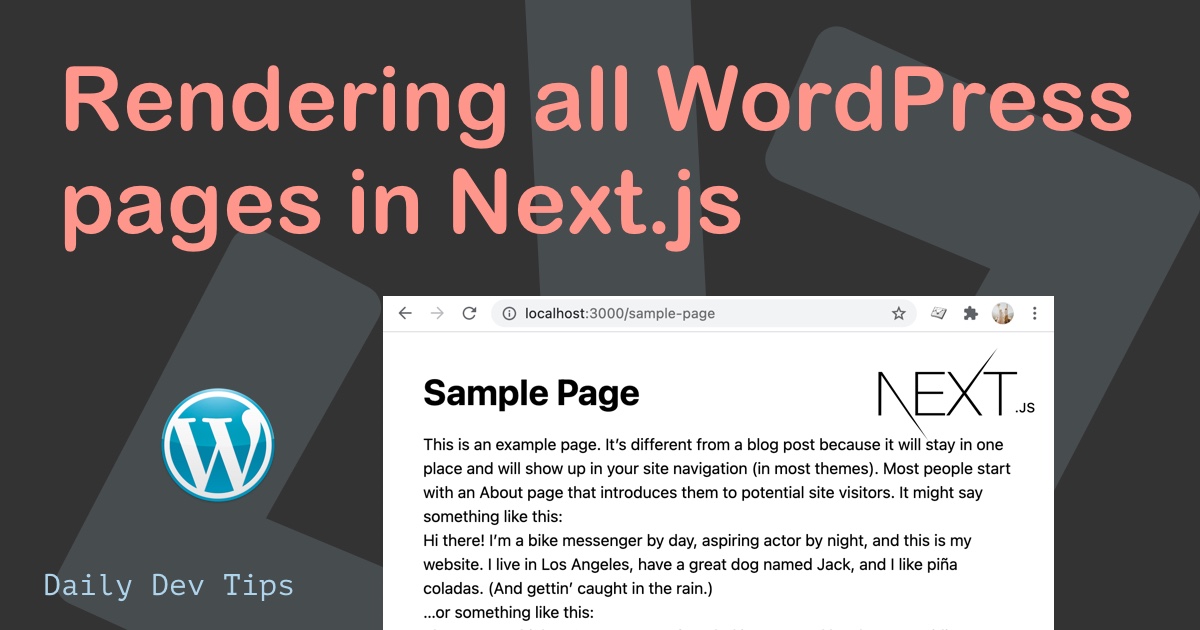 Rendering all WordPress
pages in Next.js
localhost:3000/sample-page
NEXT.JS
Sample Page
W
This is an example page. It’s different from a blog post because it will stay in one
place and will show up in your site navigation (in most themes). Most people start
with an About page that introduces them to potential site visitors. It might say
something like this:
Hi there! I’m a bike messenger by day, aspiring actor by night, and this is my
website. I live in Los Angeles, have a great dog named Jack, and I like piña
coladas. (And gettin’ caught in the rain.)
...or something like this:
Daily Dev Tips